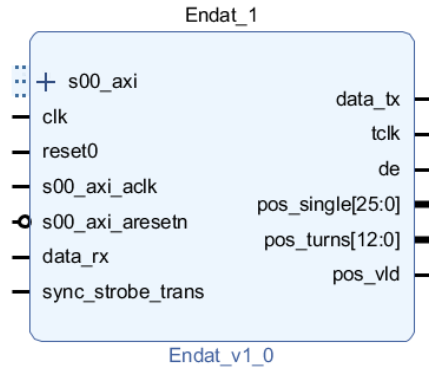 Endat_1
s00_axi
clk
reset0
s00_axi_aclk
s00_axi_aresetn
data_rx
sync_strobe_trans
data_tx
tclk
de
pos_single[25:0]
pos_turns[12:0]
pos_vld
Endat_v1_0